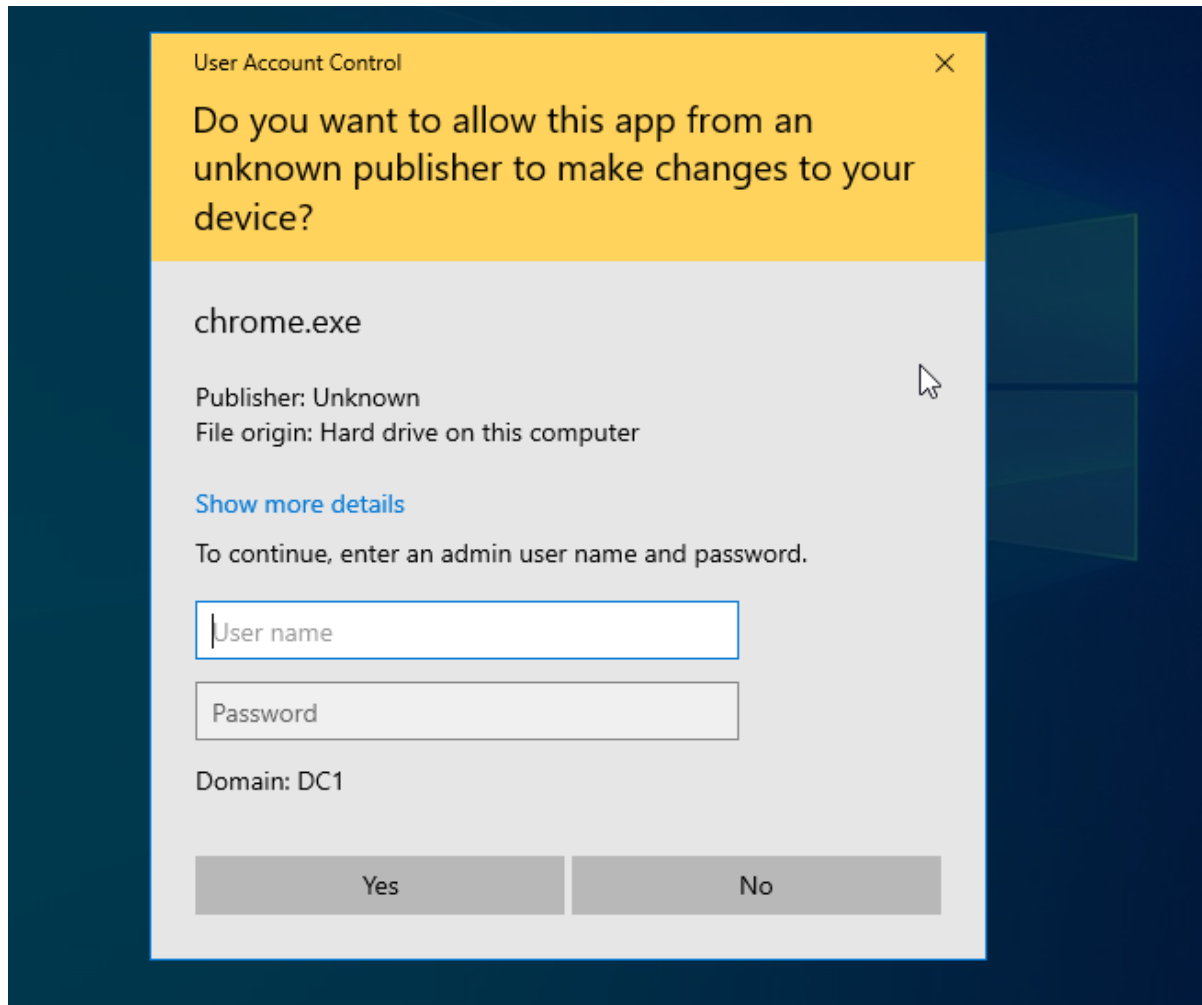 User Account Control
Do you want to allow this app from an
unknown publisher to make changes to your
device?
chrome.exe
Publisher: Unknown
File origin: Hard drive on this computer
Show more details
To continue, enter an admin user name and password.
User name
Password
Domain: DC1
Yes
No